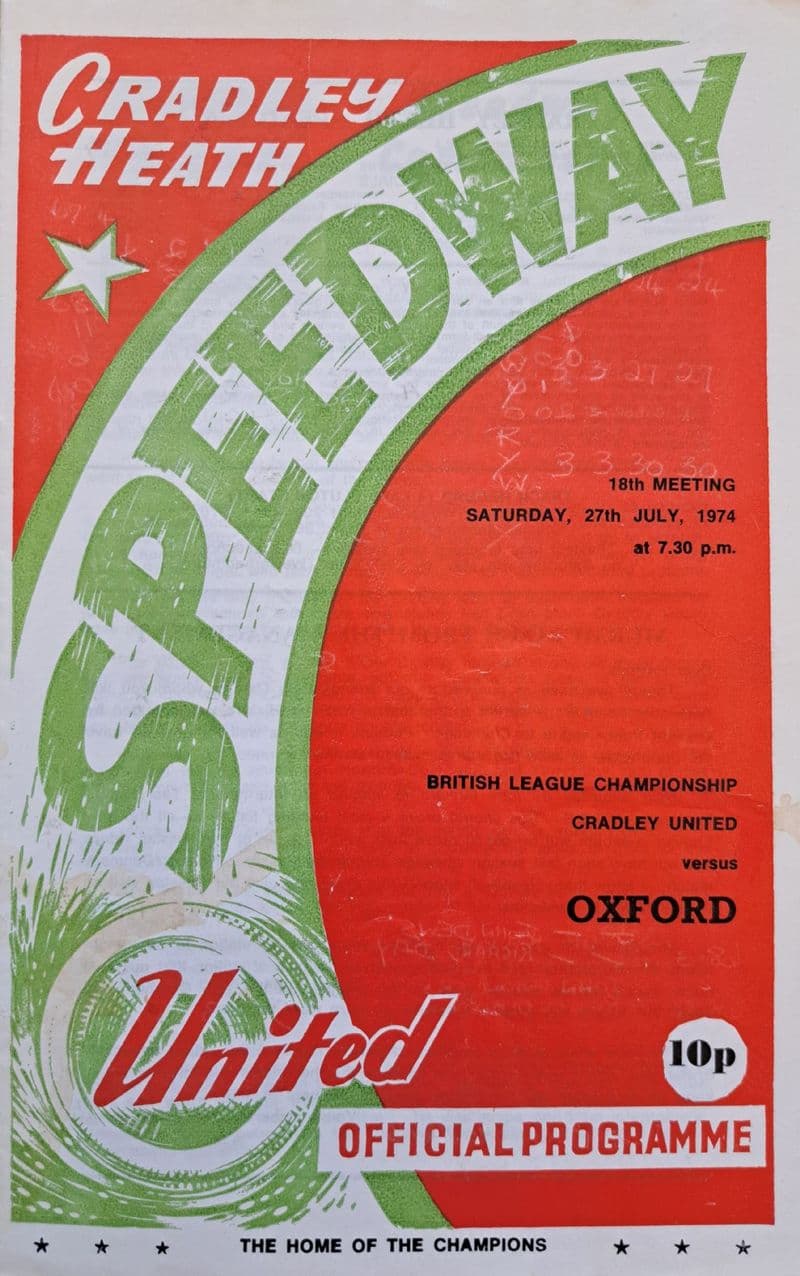 CRADLEY
HEATH
SPEEDWAY
18th MEETING
SATURDAY, 27th JULY, 1974
at 7.30 p.m.
BRITISH LEAGUE CHAMPIONSHIP
CRADLEY UNITED
versus
OXFORD
United
10p
OFFICIAL PROGRAMME
★ ★ ★ THE HOME OF THE CHAMPIONS ★ ★ ★